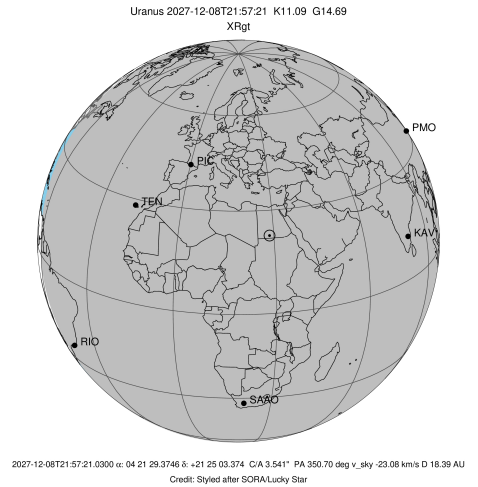 Uranus 2027-12-08T21:57:21 K11.09 G14.69
XRgt
PMO
PIC
TEN
KAV
RIO
SAAO
2027-12-08T21:57:21.0300 α: 04 21 29.3746 δ: +21 25 03.374 C/A 3.541" PA 350.70 deg v_sky -23.08 km/s D 18.39 AU
Credit: Styled after SORA/Lucky Star